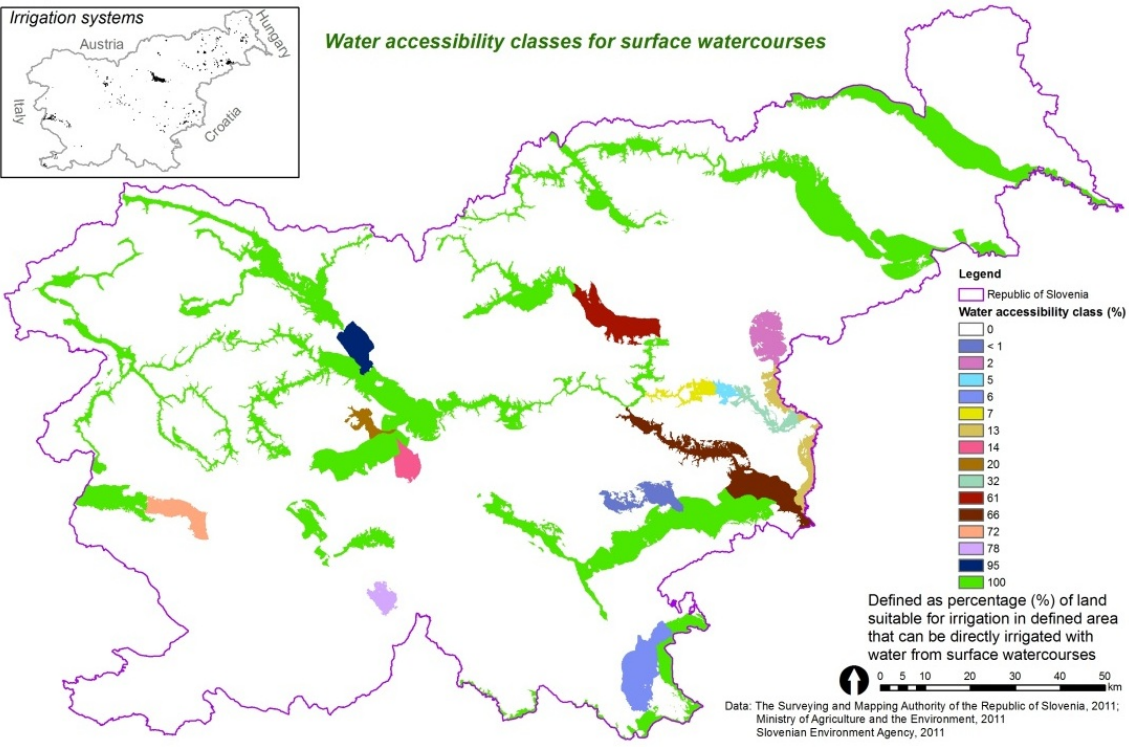 Irrigation systems
Austria
Hungary
Italy
Croatia
Water accessibility classes for surface watercourses
Legend
Republic of Slovenia
Water accessibility class (%)
0
< 1
2
5
6
7
13
14
20
32
61
66
72
78
95
100
Defined as percentage (%) of land
suitable for irrigation in defined area
that can be directly irrigated with
water from surface watercourses
0 5 10 20 30 40 50
km
Data: The Surveying and Mapping Authority of the Republic of Slovenia, 2011;
Ministry of Agriculture and the Environment, 2011
Slovenian Environment Agency, 2011